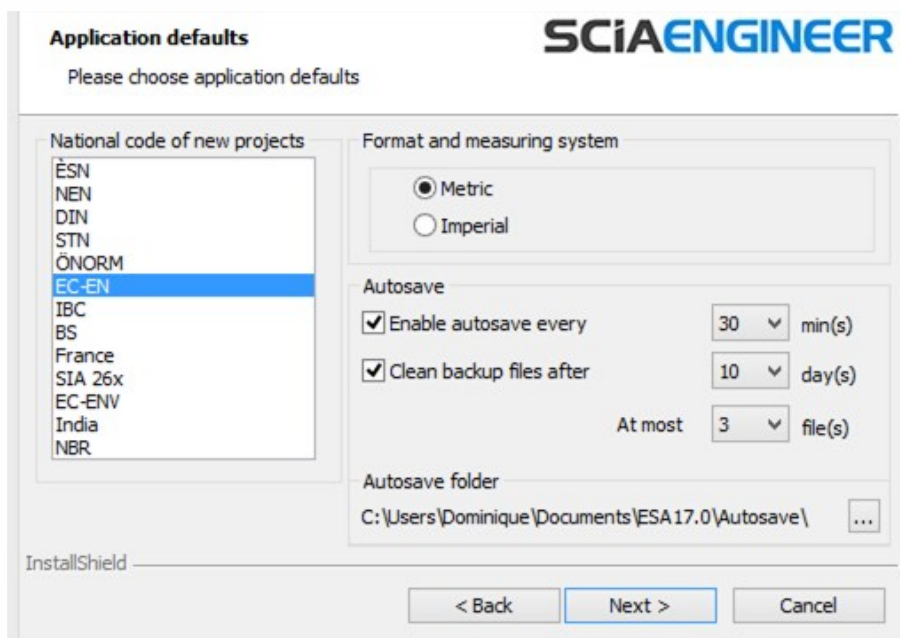 Application defaults
SCiAENGINEER
Please choose application defaults
National code of new projects
ÈSN
NEN
DIN
STN
ÖNORM
EC-EN
IBC
BS
France
SIA 26x
EC-ENV
India
NBR
Format and measuring system
Metric
Imperial
Autosave
Enable autosave every 30 min(s)
Clean backup files after 10 day(s)
At most 3 file(s)
Autosave folder
C:\Users\Dominique\Documents\ESA17.0\Autosave\ ...
InstallShield
< Back Next > Cancel